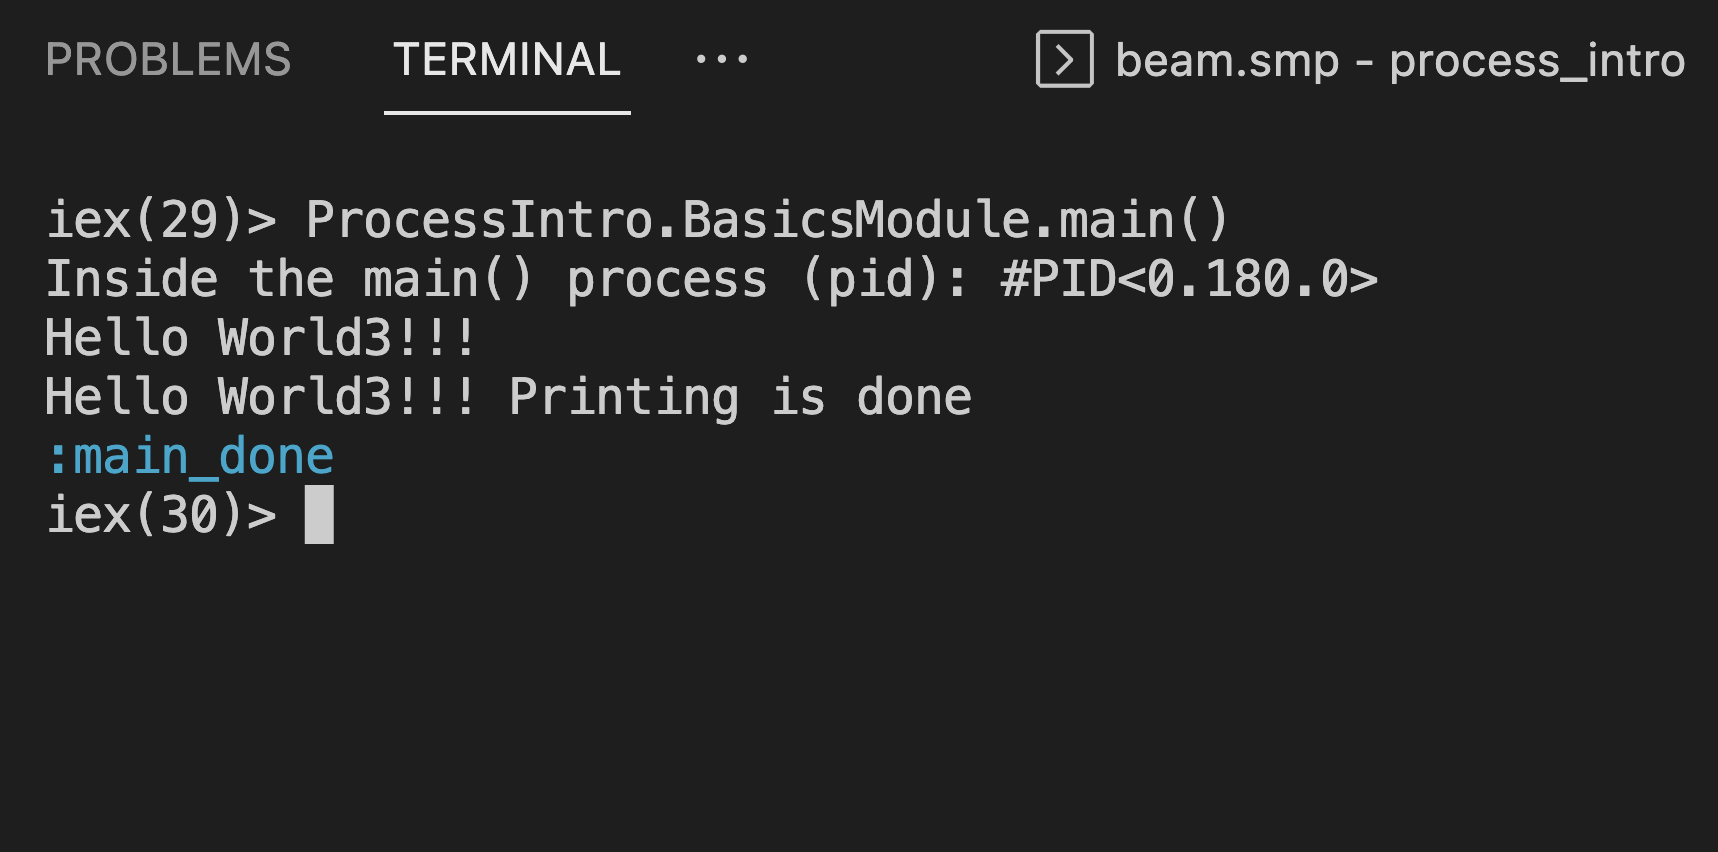 PROBLEMS TERMINAL ··· beam.smp - process_intro
iex(29)> ProcessIntro.BasicsModule.main()
Inside the main() process (pid): #PID<0.180.0>
Hello World3!!!
Hello World3!!! Printing is done
:main_done
iex(30)>